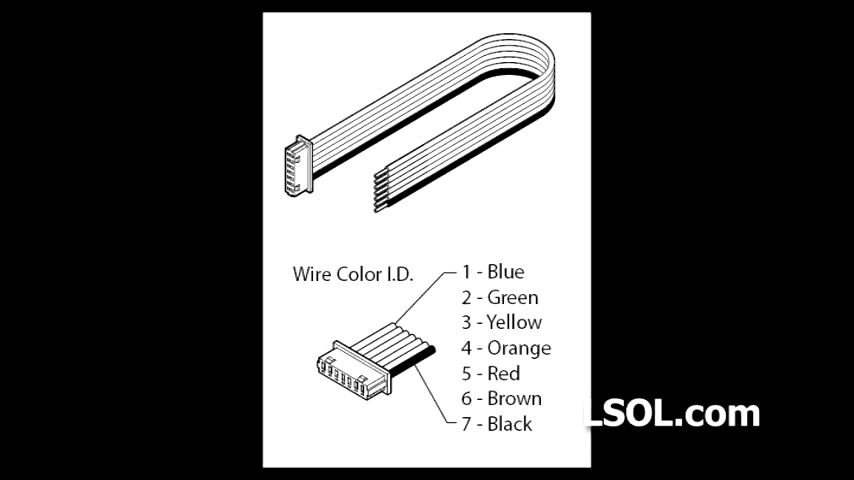 Wire Color I.D.
1 - Blue
2 - Green
3 - Yellow
4 - Orange
5 - Red
6 - Brown
7 - Black
LSOL.com